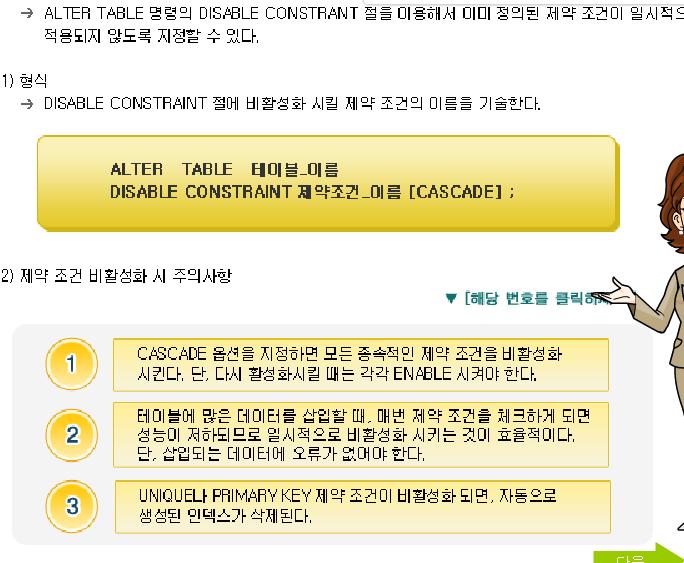 → ALTER TABLE 명령의 DISABLE CONSTRANT 절을 이용해서 이미 정의된 제약 조건이 일시적으
적용되지 않도록 지정할 수 있다.
1) 형식
→ DISABLE CONSTRAINT 절에 비활성화 시킬 제약 조건의 이름을 기술한다.
ALTER TABLE 테이블_이름
DISABLE CONSTRAINT 제약조건_이름 [CASCADE] ;
2) 제약 조건 비활성화 시 주의사항
▼ [해당 번호를 클릭하
1 CASCADE 옵션을 지정하면 모든 종속적인 제약 조건을 비활성화
시킨다. 단, 다시 활성화시킬 때는 각각 ENABLE 시켜야 한다.
2 테이블에 많은 데이터를 삽입할 때, 매번 제약 조건을 체크하게 되면
성능이 저하되므로 일시적으로 비활성화 시키는 것이 효율적이다.
단, 삽입되는 데이터에 오류가 없어야 한다.
3 UNIQUE나 PRIMARY KEY 제약 조건이 비활성화 되면, 자동으로
생성된 인덱스가 삭제된다.
다음